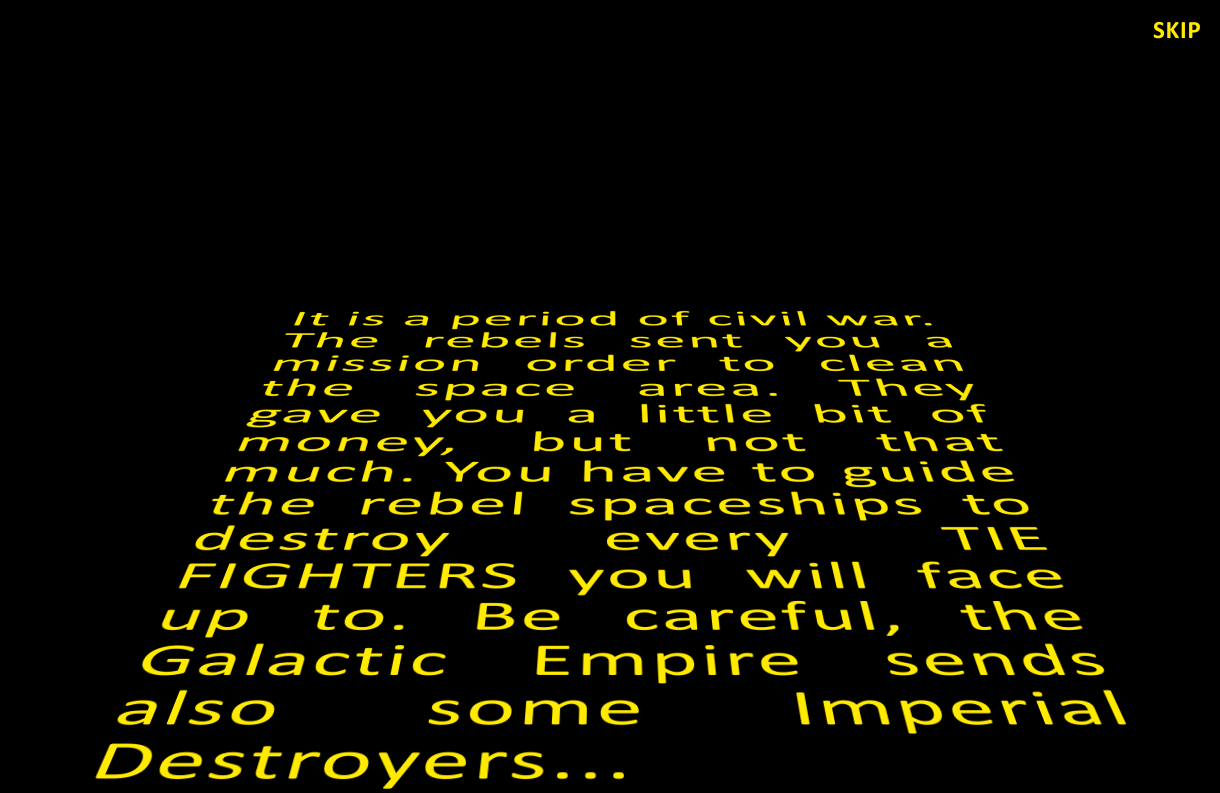 SKIP
It is a period of civil war.
The rebels sent you a
mission order to clean
the space area. They
gave you a little bit of
money, but not that
much. You have to guide
the rebel spaceships to
destroy every TIE
FIGHTERS you will face
up to. Be careful, the
Galactic Empire sends
also some Imperial
Destroyers...